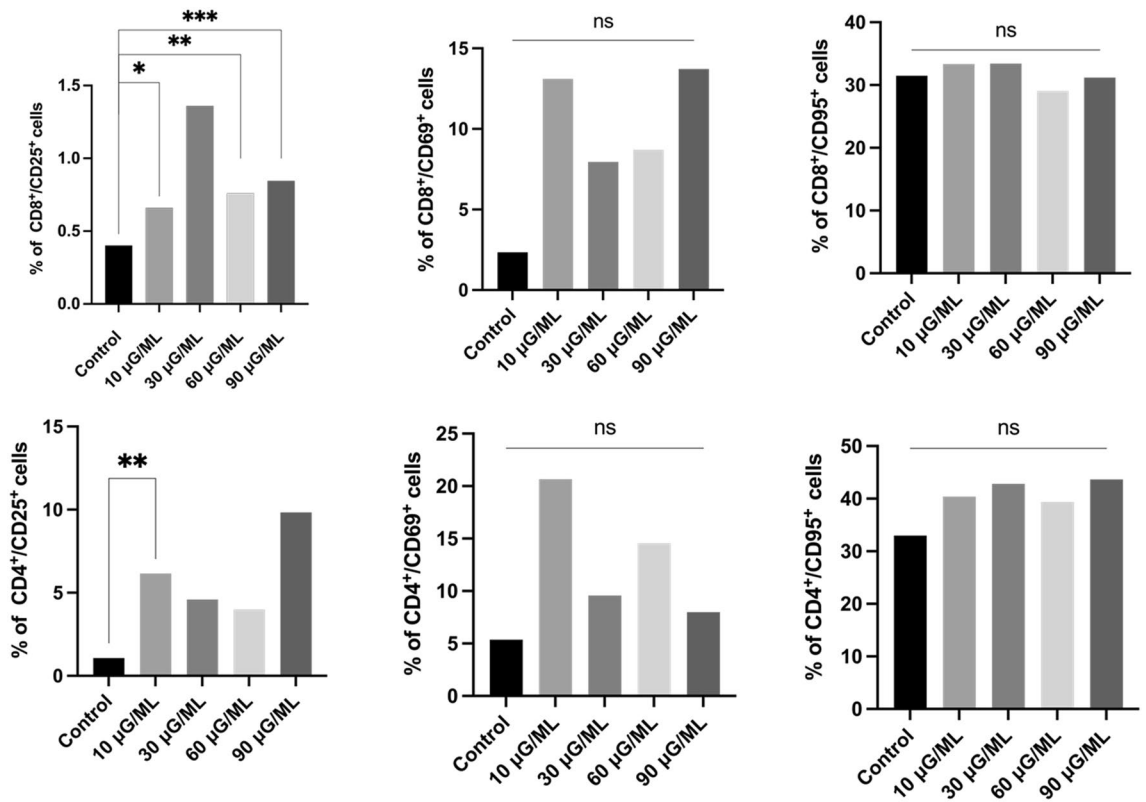 ***
**
*
1.5
1.0
0.5
0.0
% of CD8⁺/CD25⁺ cells
Control
10 µG/ML
30 µG/ML
60 µG/ML
90 µG/ML
ns
15
10
5
0
% of CD8⁺/CD69⁺ cells
Control
10 µG/ML
30 µG/ML
60 µG/ML
90 µG/ML
ns
40
30
20
10
0
% of CD8⁺/CD95⁺ cells
Control
10 µG/ML
30 µG/ML
60 µG/ML
90 µG/ML
**
15
10
5
0
% of CD4⁺/CD25⁺ cells
Control
10 µG/ML
30 µG/ML
60 µG/ML
90 µG/ML
ns
25
20
15
10
5
0
% of CD4⁺/CD69⁺ cells
Control
10 µG/ML
30 µG/ML
60 µG/ML
90 µG/ML
ns
50
40
30
20
10
0
% of CD4⁺/CD95⁺ cells
Control
10 µG/ML
30 µG/ML
60 µG/ML
90 µG/ML